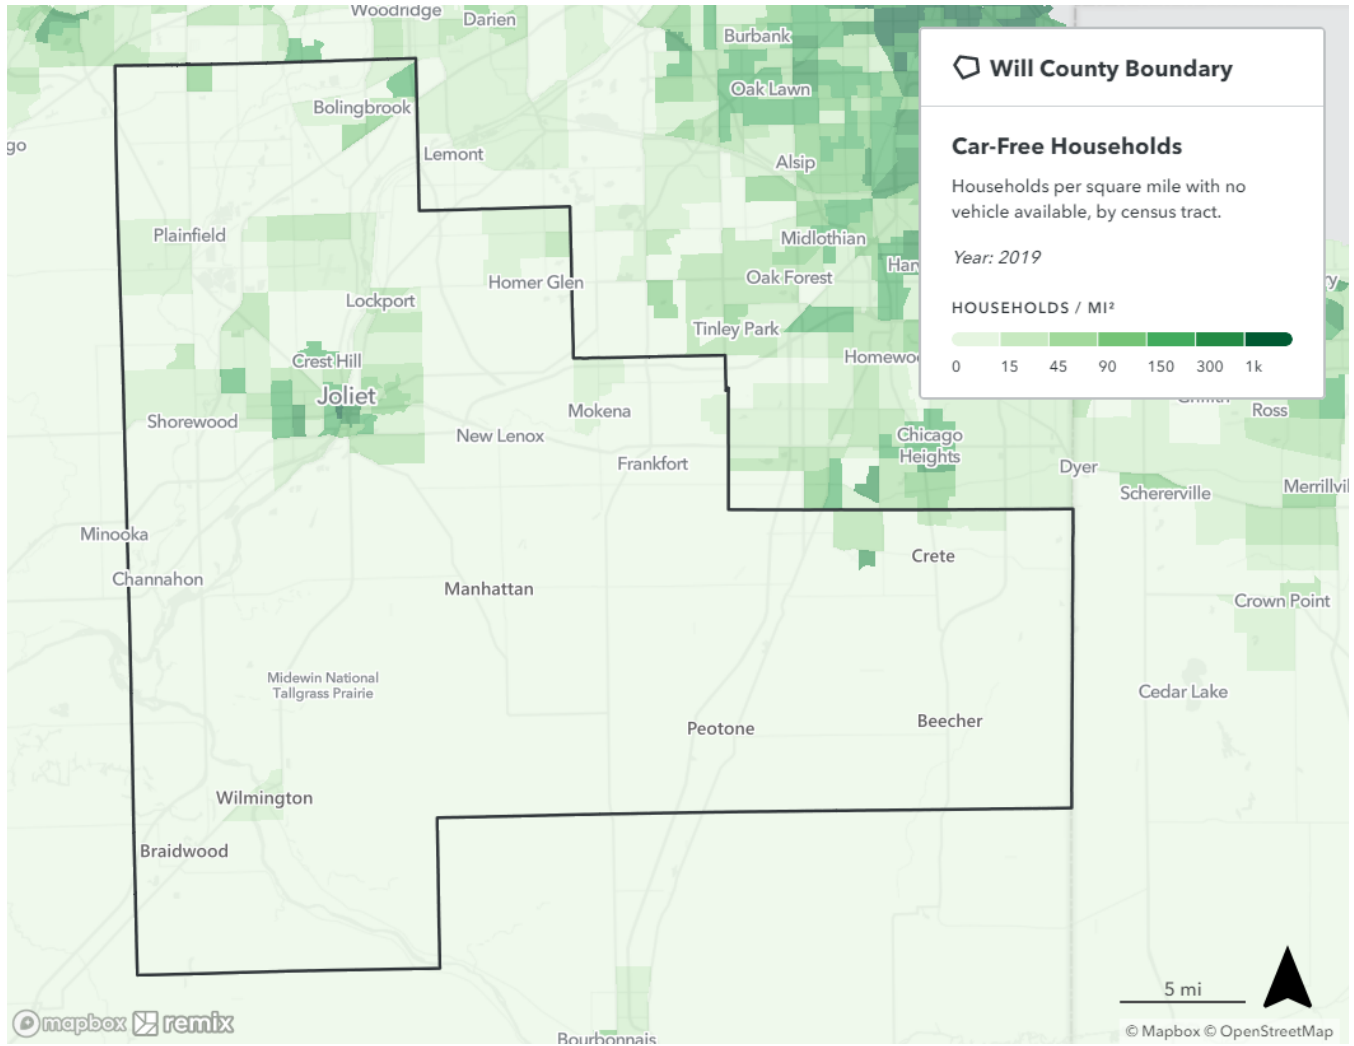 Woodridge
Darien
Burbank
Oak Lawn
Bolingbrook
Lemont
Alsip
go
Plainfield
Midlothian
Homer Glen
Oak Forest
Har
Lockport
Tinley Park
Crest Hill
Homewoo
Joliet
Mokena
Shorewood
New Lenox
Frankfort
Chicago
Heights
Dyer
Ross
Schererville
Merrillvil
Minooka
Channahon
Manhattan
Crete
Crown Point
Midewin National
Tallgrass Prairie
Cedar Lake
Peotone
Beecher
Wilmington
Braidwood
Bourbonnais
Will County Boundary
Car-Free Households
Households per square mile with no
vehicle available, by census tract.
Year: 2019
HOUSEHOLDS / MI²
0 15 45 90 150 300 1k
5 mi
mapbox remix
© Mapbox © OpenStreetMap